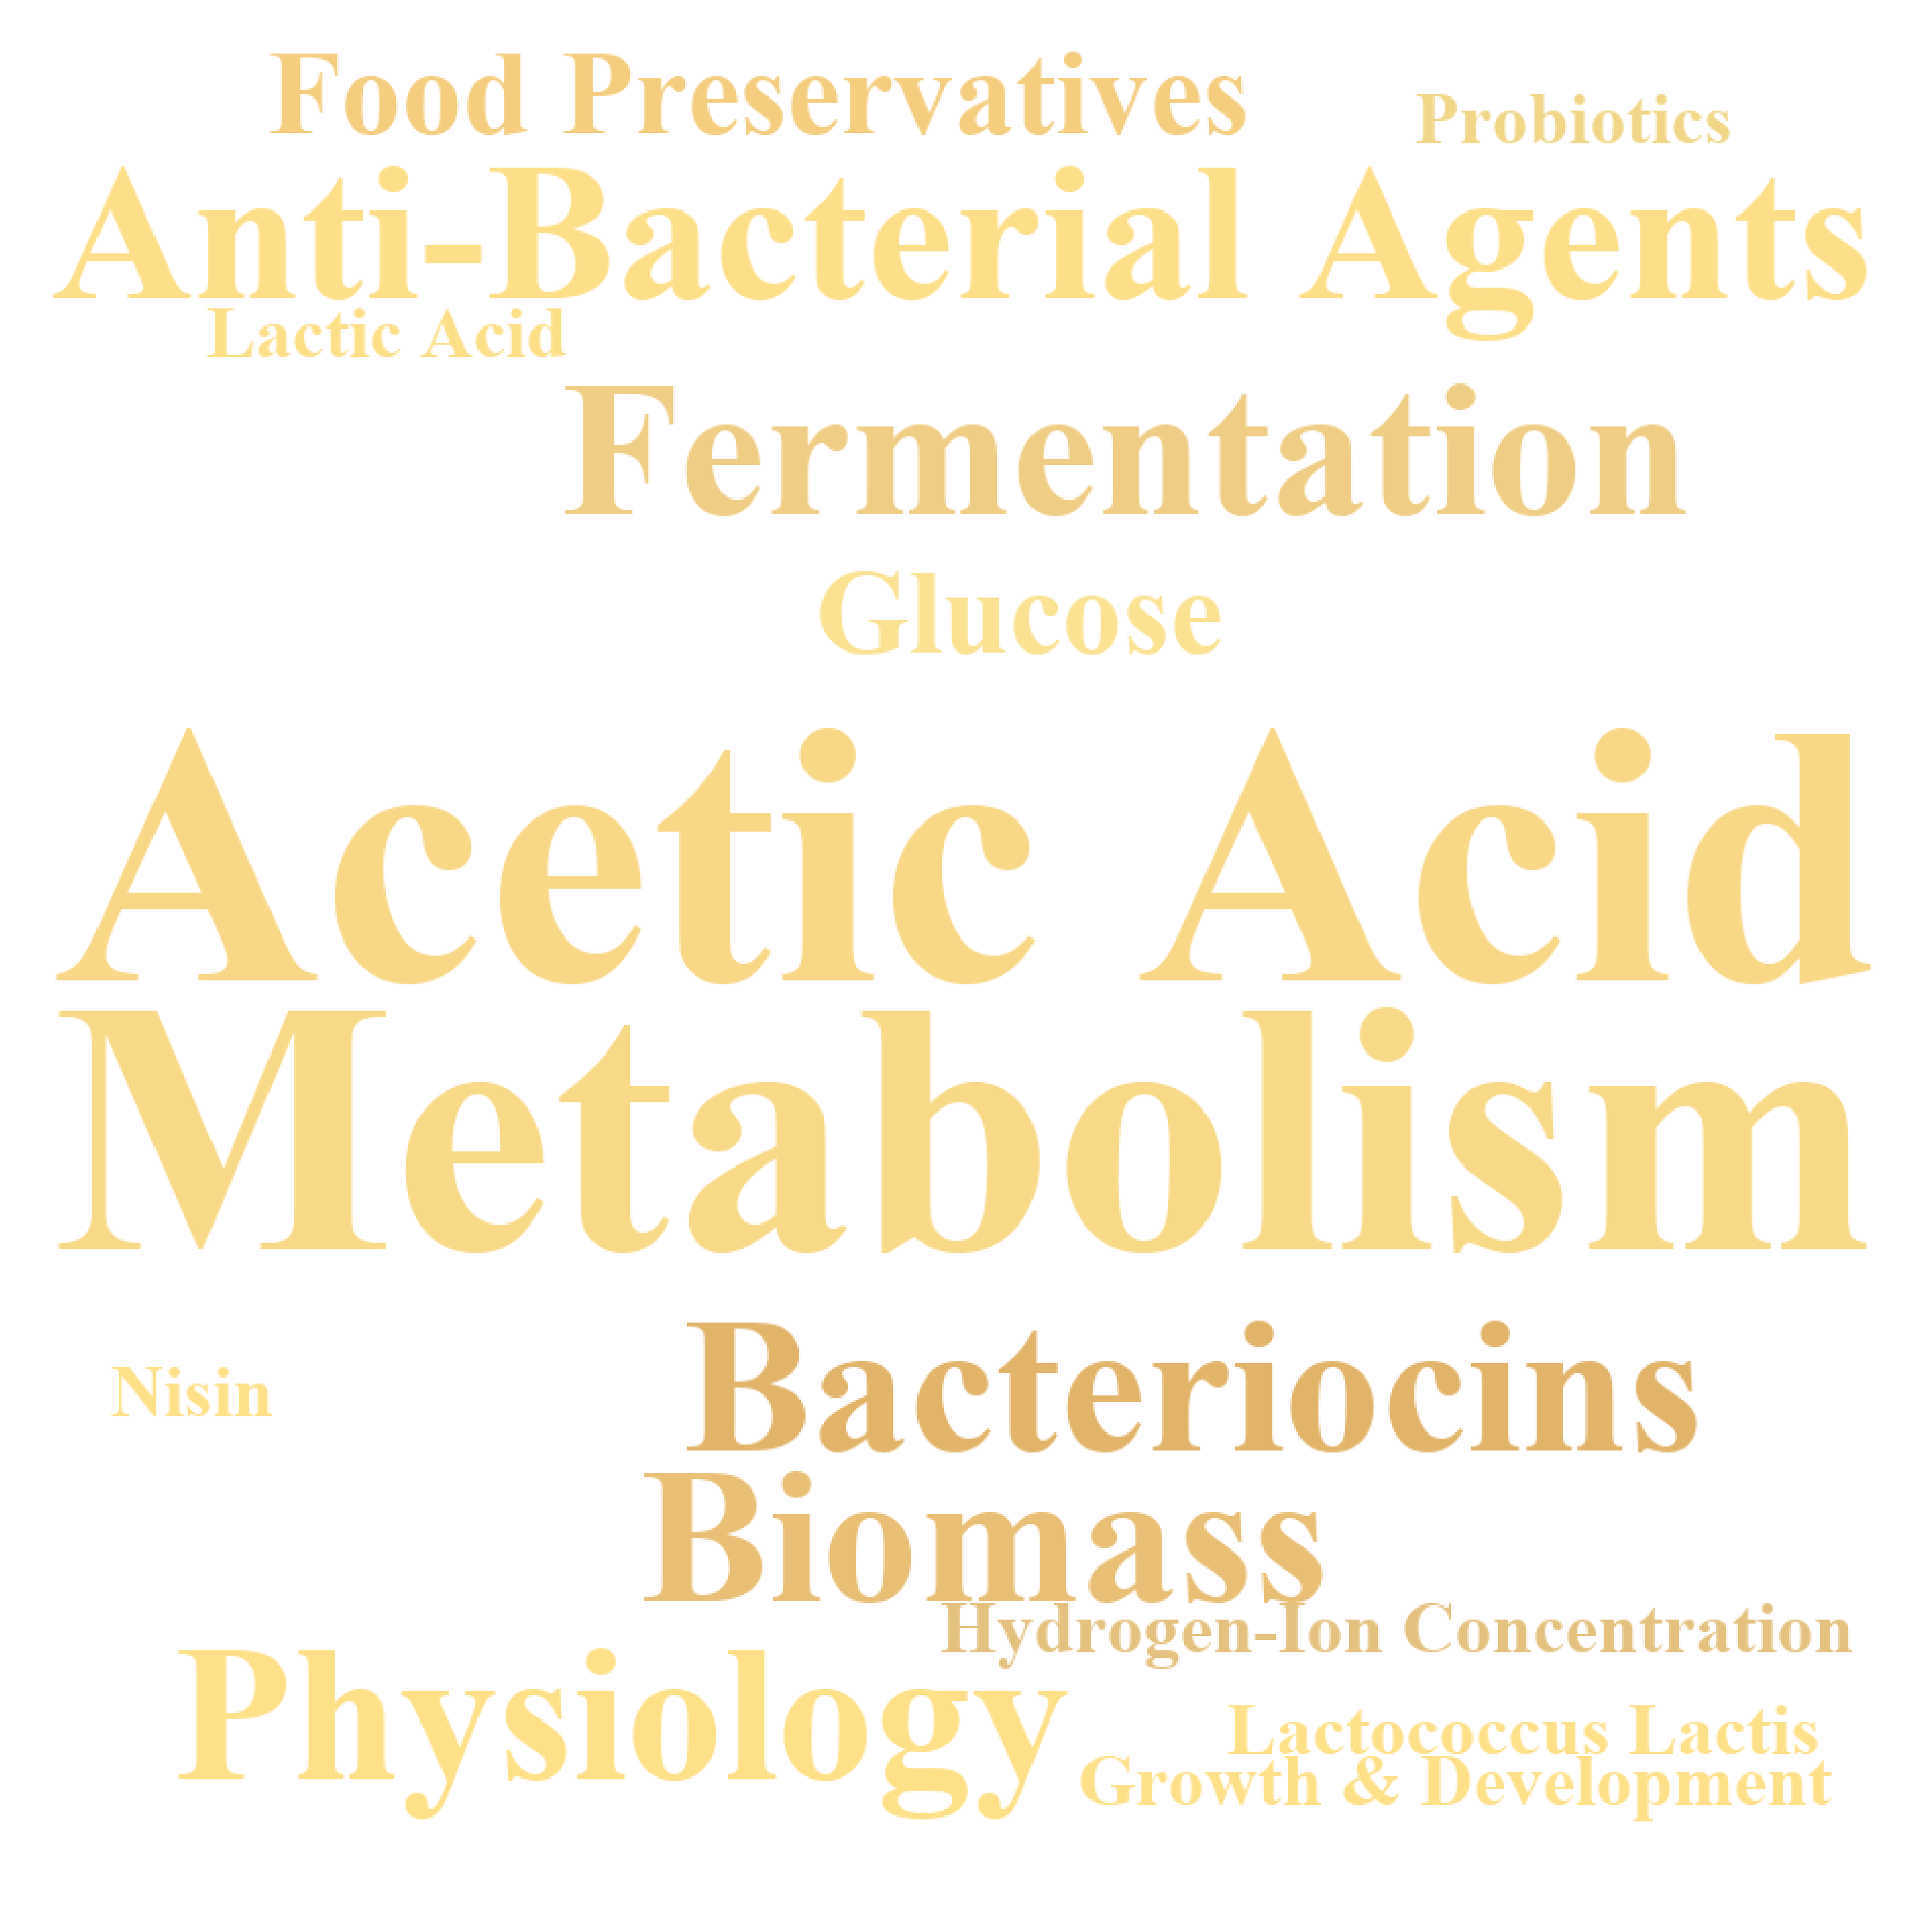 Food Preservatives
Probiotics
Anti-Bacterial Agents
Lactic Acid
Fermentation
Glucose
Acetic Acid
Metabolism
Bacteriocins
Nisin
Biomass
Hydrogen-Ion Concentration
Physiology
Lactococcus Lactis
Growth & Development